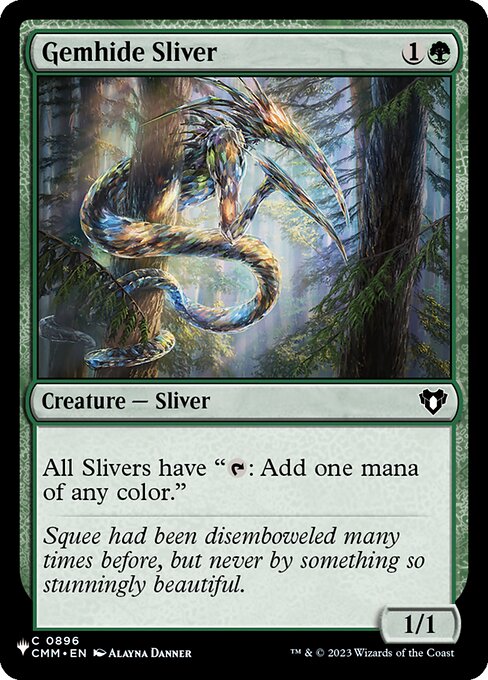 Gemhide Sliver 1
Creature — Sliver
All Slivers have “: Add one mana
of any color.”
Squee had been disemboweled many
times before, but never by something so
stunningly beautiful.
1/1
C 0896
CMM • EN ALAYNA DANNER
™ & © 2023 Wizards of the Coast